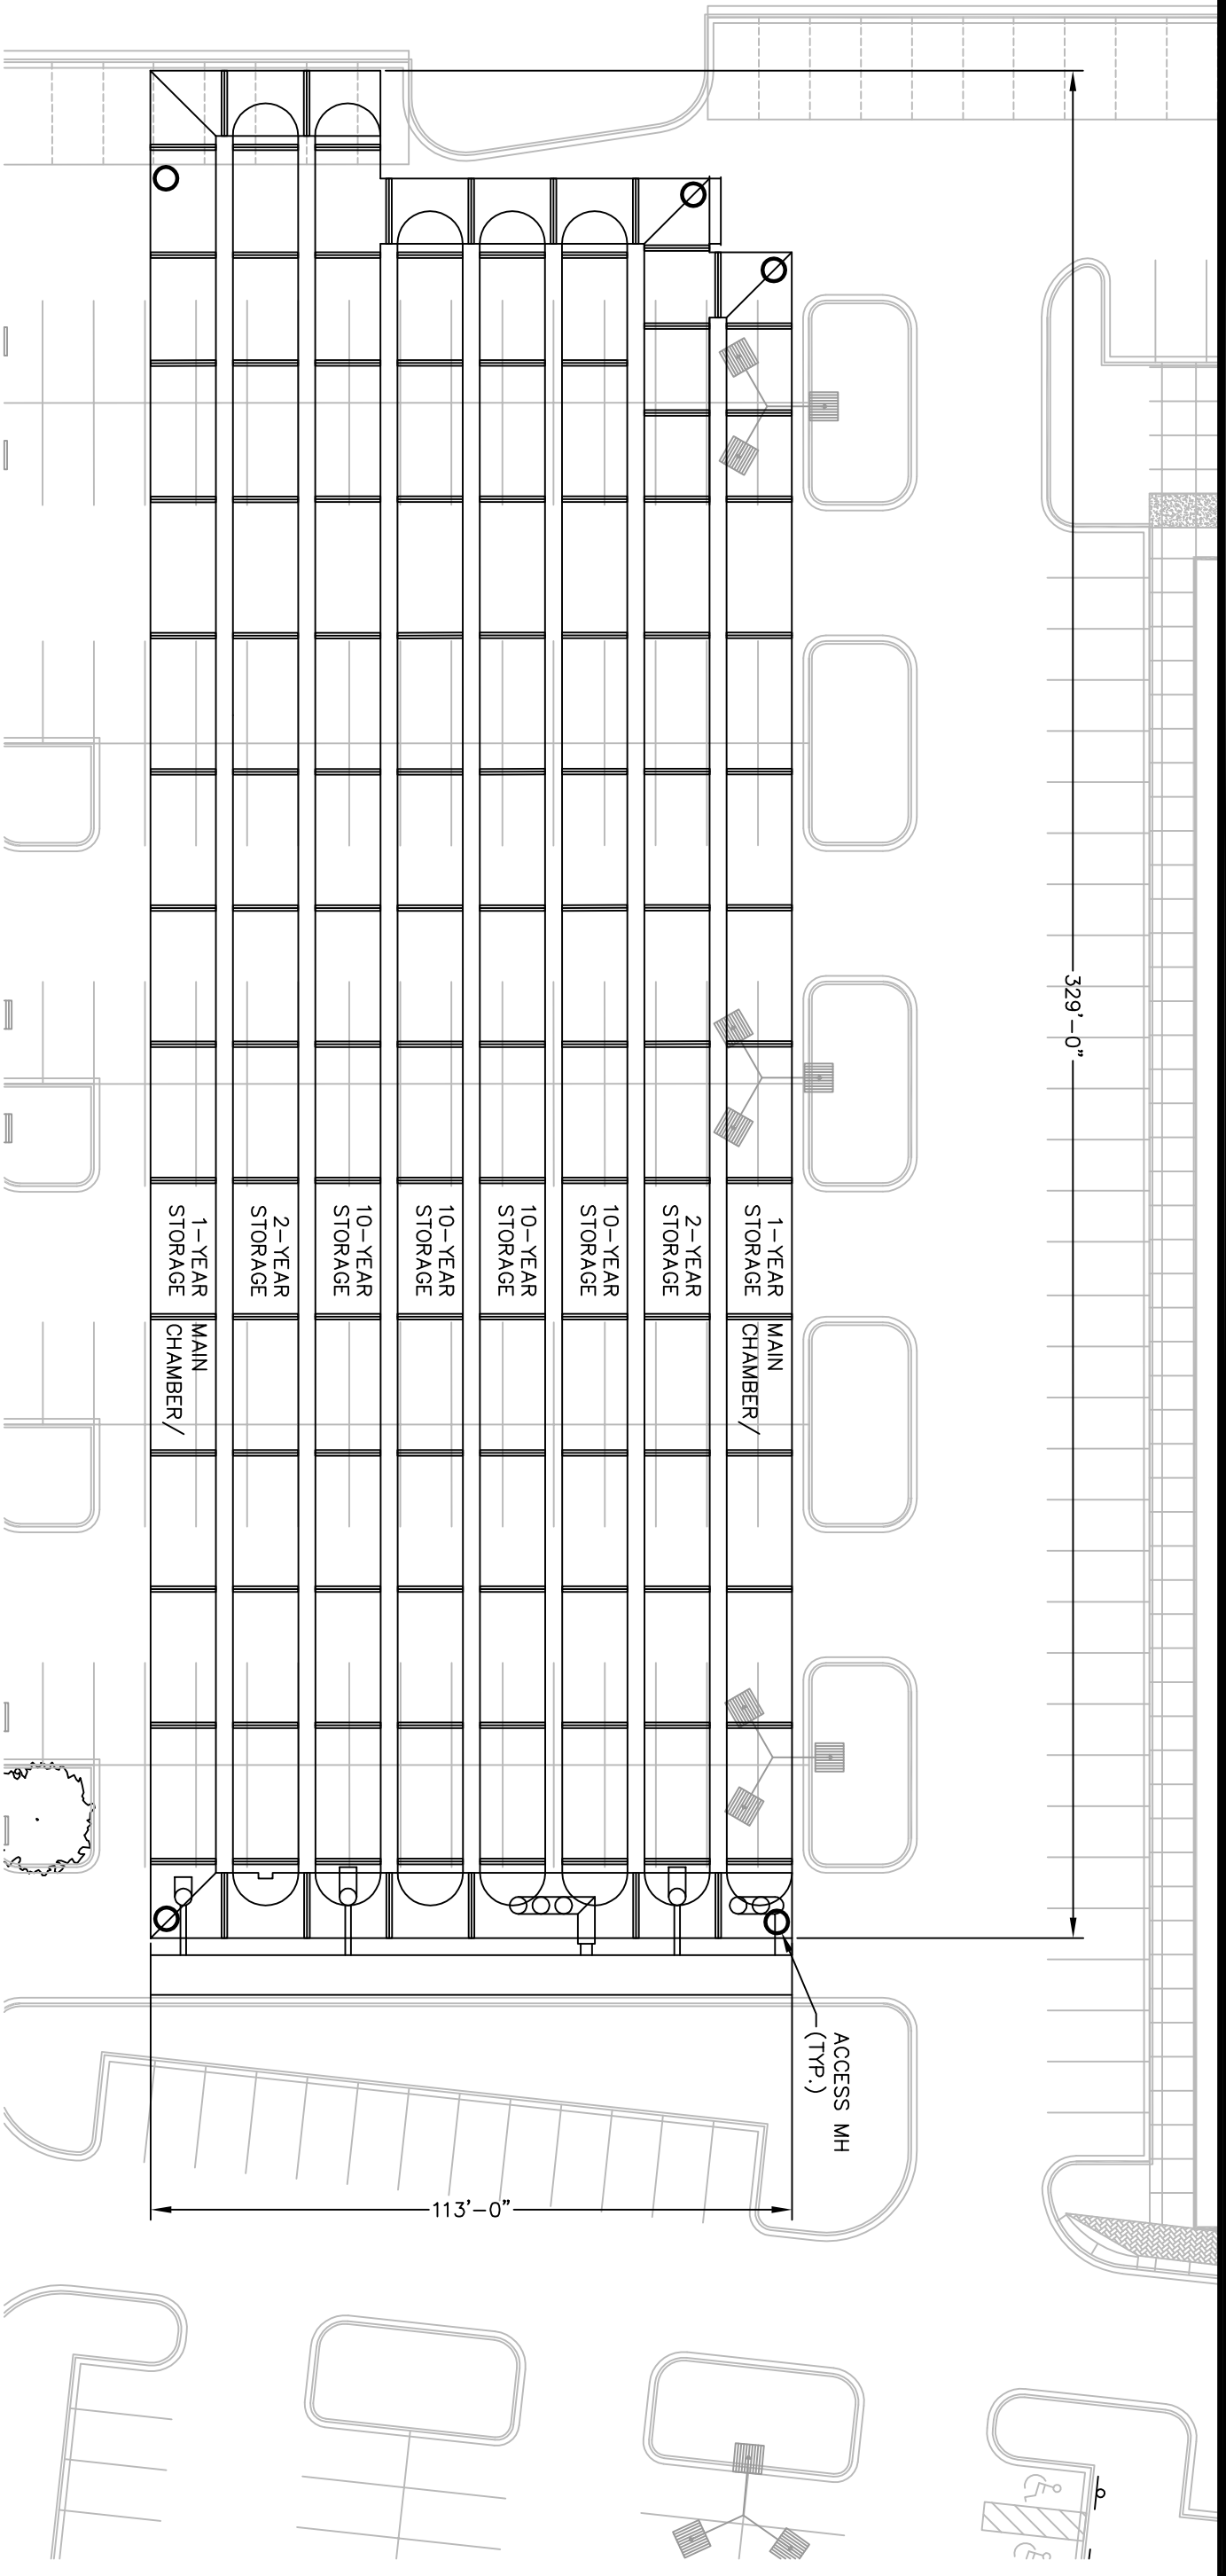 329'-0"
ACCESS MH
(TYP.)
MAIN
CHAMBER/
1-YEAR
STORAGE
2-YEAR
STORAGE
10-YEAR
STORAGE
10-YEAR
STORAGE
10-YEAR
STORAGE
10-YEAR
STORAGE
2-YEAR
STORAGE
MAIN
CHAMBER/
1-YEAR
STORAGE
113'-0"